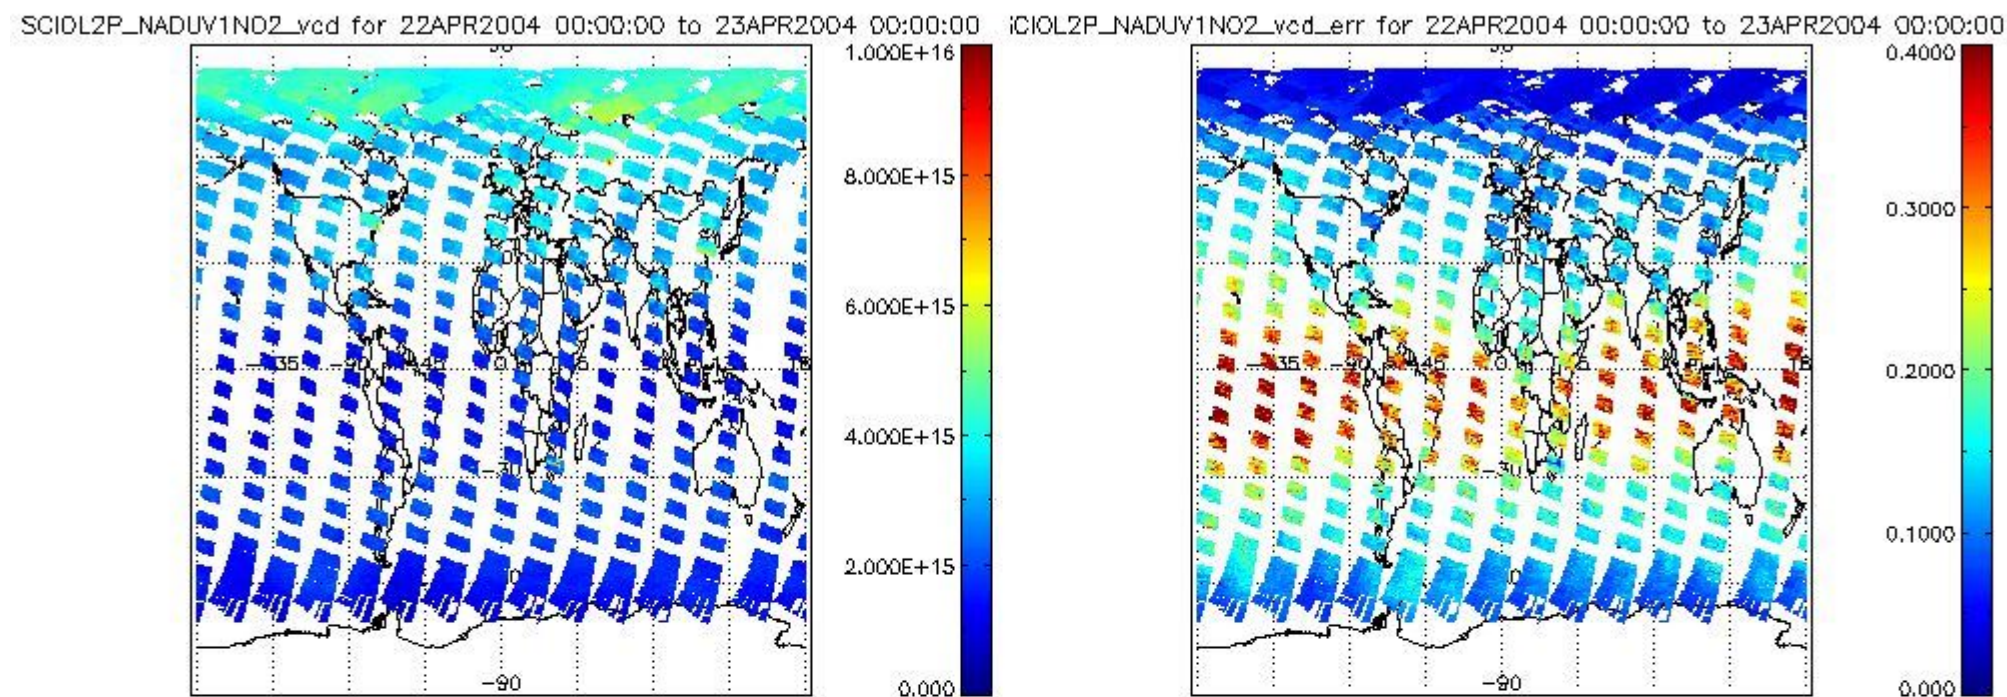 SCIOL2P_NADUV1NO2_vcd for 22APR2004 00:00:00 to 23APR2004 00:00:00
1.000E+16
8.000E+15
6.000E+15
4.000E+15
2.000E+15
0.000
-90
CIOL2P_NADUV1NO2_vcd_err for 22APR2004 00:00:00 to 23APR2004 00:00:00
0.4000
0.3000
0.2000
0.1000
0.000
-90